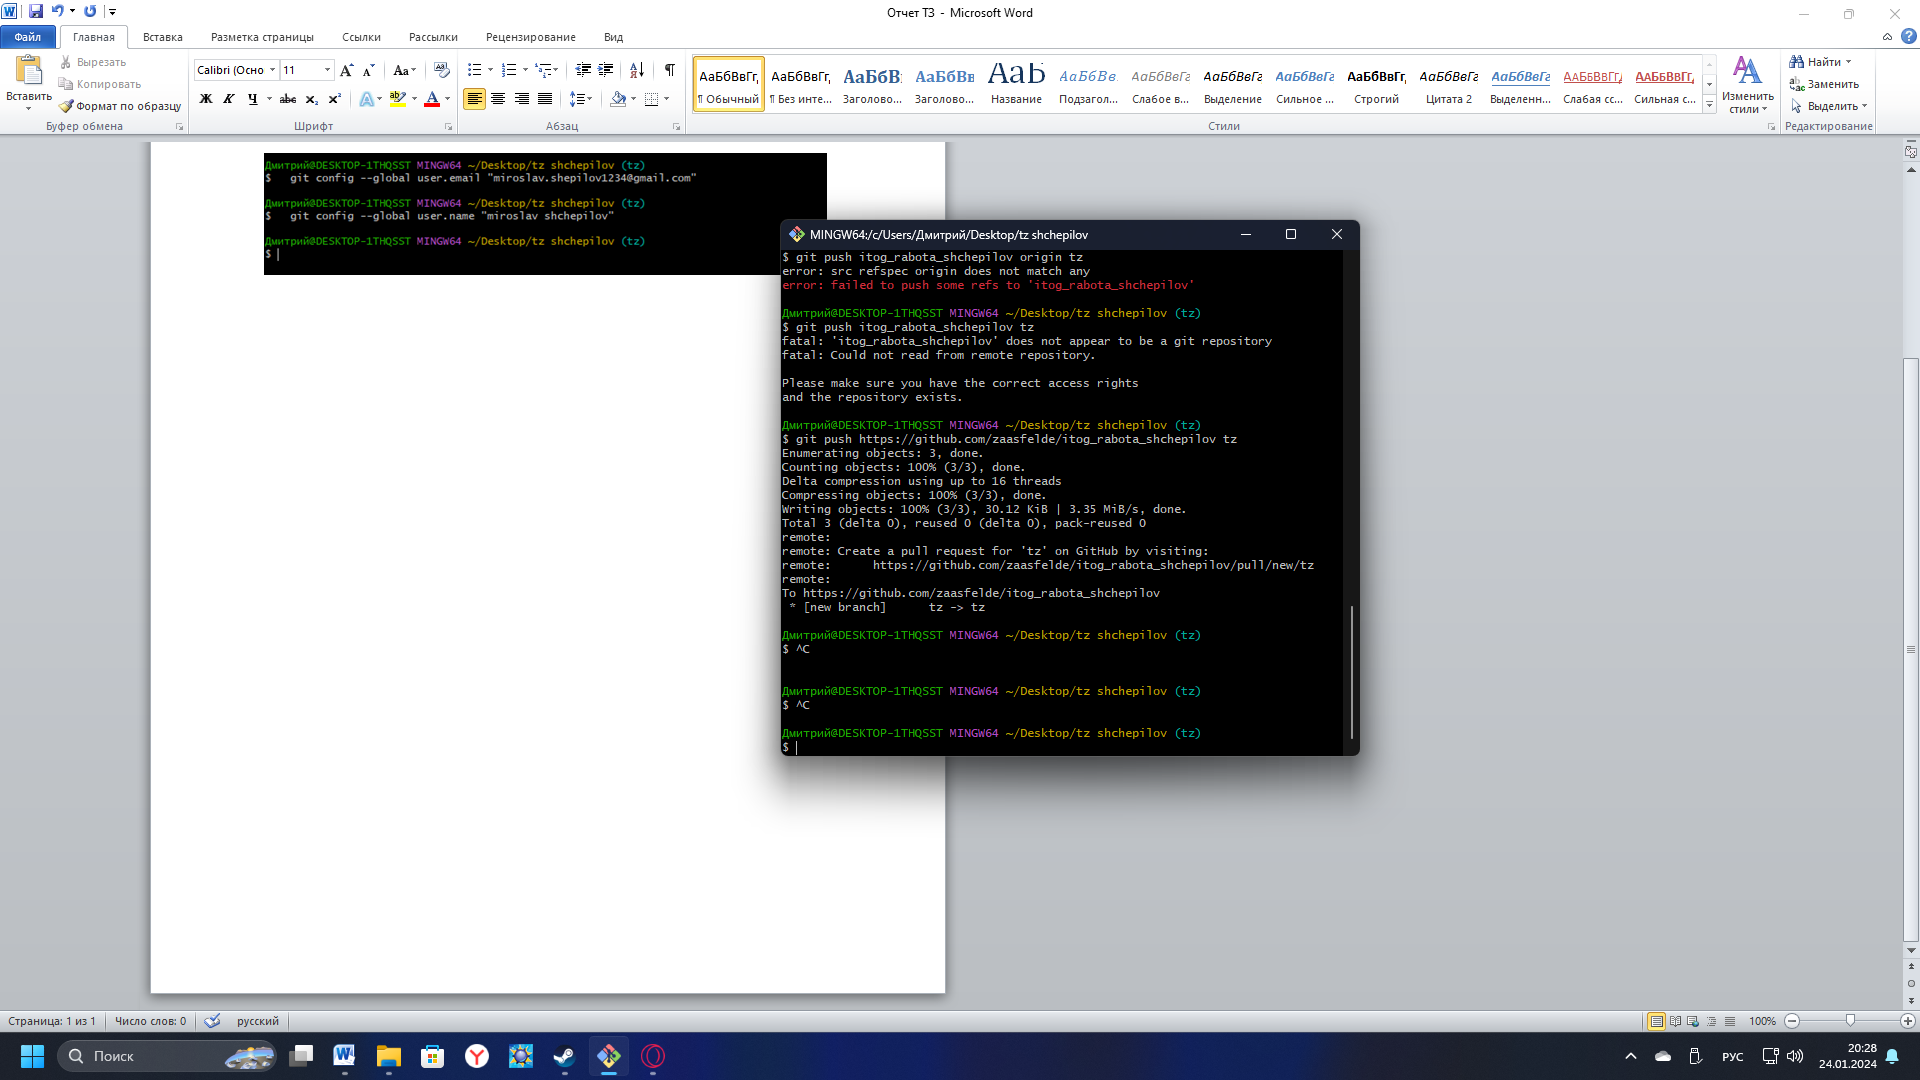 Отчет ТЗ - Microsoft Word
Файл Главная Вставка Разметка страницы Ссылки Рассылки Рецензирование Вид
Вставить
Вырезать
Копировать
Формат по образцу
Буфер обмена
Calibri (Осно 11
Шрифт
Абзац
АаБбВвГг, АаБбВвГг, АаБбВ АаБбВв АаБ АаБбВв. АаБбВвГг АаБбВвГг АаБбВвГг АаБбВвГг, АаБбВвГг АаБбВвГг ААББВВГГ, ААББВВГГ,
¶ Обычный ¶ Без инте... Заголово... Заголово... Название Подзагол... Слабое в... Выделение Сильное ... Строгий Цитата 2 Выделенн... Слабая сс... Сильная с...
Стили
Изменить стили
Найти
Заменить
Выделить
Редактирование
Дмитрий@DESKTOP-1THQSST MINGW64 ~/Desktop/tz shchepilov (tz)
$ git config --global user.email "miroslav.shepilov1234@gmail.com"
Дмитрий@DESKTOP-1THQSST MINGW64 ~/Desktop/tz shchepilov (tz)
$ git config --global user.name "miroslav shchepilov"
Дмитрий@DESKTOP-1THQSST MINGW64 ~/Desktop/tz shchepilov (tz)
$
MINGW64:/c/Users/Дмитрий/Desktop/tz shchepilov
$ git push itog_rabota_shchepilov origin tz
error: src refspec origin does not match any
error: failed to push some refs to 'itog_rabota_shchepilov'
Дмитрий@DESKTOP-1THQSST MINGW64 ~/Desktop/tz shchepilov (tz)
$ git push itog_rabota_shchepilov tz
fatal: 'itog_rabota_shchepilov' does not appear to be a git repository
fatal: Could not read from remote repository.
Please make sure you have the correct access rights
and the repository exists.
Дмитрий@DESKTOP-1THQSST MINGW64 ~/Desktop/tz shchepilov (tz)
$ git push https://github.com/zaasfelde/itog_rabota_shchepilov tz
Enumerating objects: 3, done.
Counting objects: 100% (3/3), done.
Delta compression using up to 16 threads
Compressing objects: 100% (3/3), done.
Writing objects: 100% (3/3), 30.12 KiB | 3.35 MiB/s, done.
Total 3 (delta 0), reused 0 (delta 0), pack-reused 0
remote:
remote: Create a pull request for 'tz' on GitHub by visiting:
remote: https://github.com/zaasfelde/itog_rabota_shchepilov/pull/new/tz
remote:
To https://github.com/zaasfelde/itog_rabota_shchepilov
* [new branch] tz -> tz
Дмитрий@DESKTOP-1THQSST MINGW64 ~/Desktop/tz shchepilov (tz)
$ ^C
Дмитрий@DESKTOP-1THQSST MINGW64 ~/Desktop/tz shchepilov (tz)
$ ^C
Дмитрий@DESKTOP-1THQSST MINGW64 ~/Desktop/tz shchepilov (tz)
$
Страница: 1 из 1 Число слов: 0 русский 100%
Поиск
РУС
20:28
24.01.2024